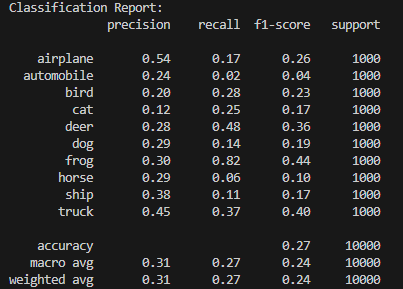 Classification Report:
precision recall f1-score support
airplane 0.54 0.17 0.26 1000
automobile 0.24 0.02 0.04 1000
bird 0.20 0.28 0.23 1000
cat 0.12 0.25 0.17 1000
deer 0.28 0.48 0.36 1000
dog 0.29 0.14 0.19 1000
frog 0.30 0.82 0.44 1000
horse 0.29 0.06 0.10 1000
ship 0.38 0.11 0.17 1000
truck 0.45 0.37 0.40 1000
accuracy 0.27 10000
macro avg 0.31 0.27 0.24 10000
weighted avg 0.31 0.27 0.24 10000